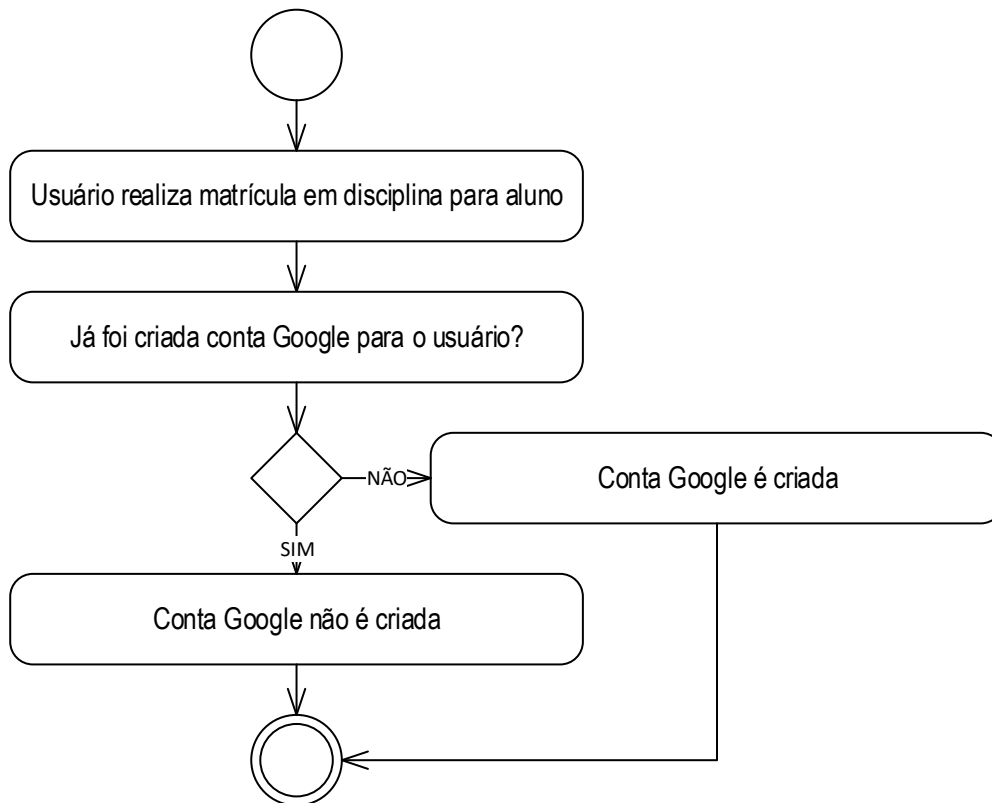 Usuário realiza matrícula em disciplina para aluno
Já foi criada conta Google para o usuário?
NÃO
Conta Google é criada
SIM
Conta Google não é criada